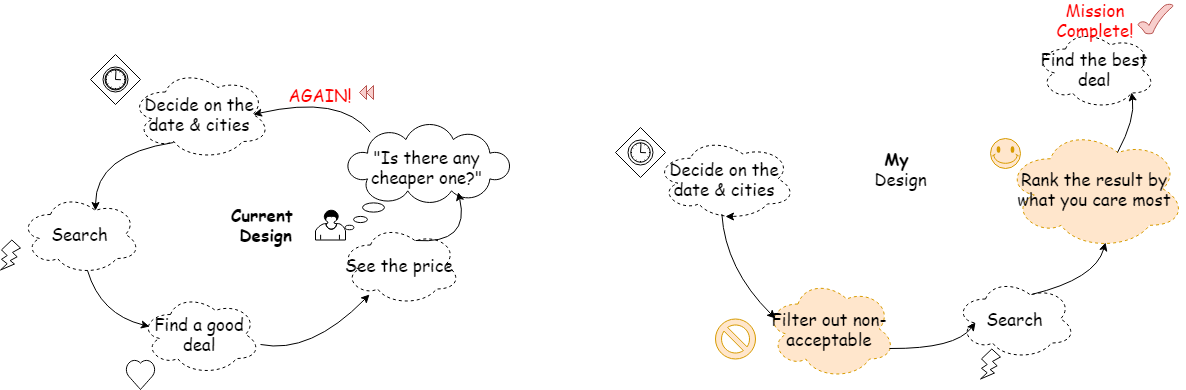 AGAIN!
Decide on the
date & cities
"Is there any
cheaper one?"
Current
Design
Search
See the price
Find a good
deal
Mission
Complete!
Find the best
deal
My
Design
Decide on the
date & cities
Rank the result by
what you care most
Filter out non-
acceptable
Search